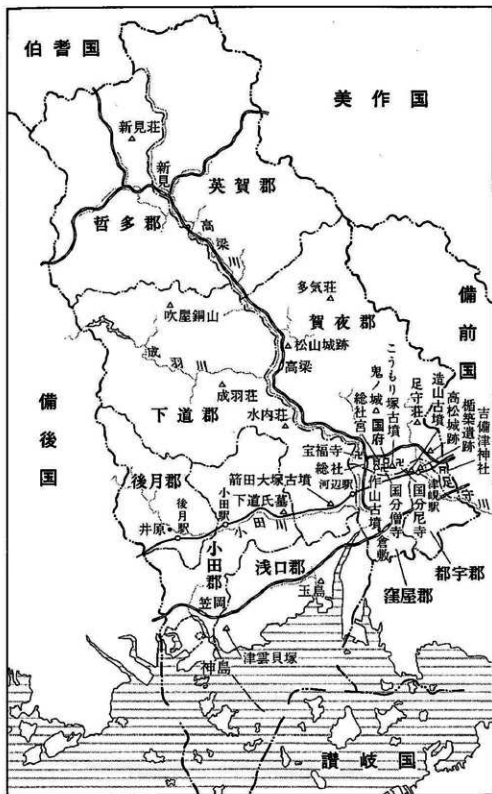 伯耆国
美作国
新見荘
新見
英賀郡
哲多郡
高梁川
多気荘
備前国
吹屋銅山
賀夜郡
松山城跡
高梁
成羽川
成羽荘
備後国
下道郡
水内荘
吉備津神社
楯築遺跡
高松城跡
造山古墳
足守荘
こうもり塚古墳
国府
鬼ノ城
総社宮
宝福寺
総社
河辺駅
津峴駅
足守川
箭田大塚古墳
下道氏墓
作山古墳
国分僧寺
国分尼寺
後月郡
後月駅
小田駅
小田川
井原
倉敷
都宇郡
窪屋郡
小田郡
浅口郡
玉島
笠岡
津雲貝塚
神島
讃岐国